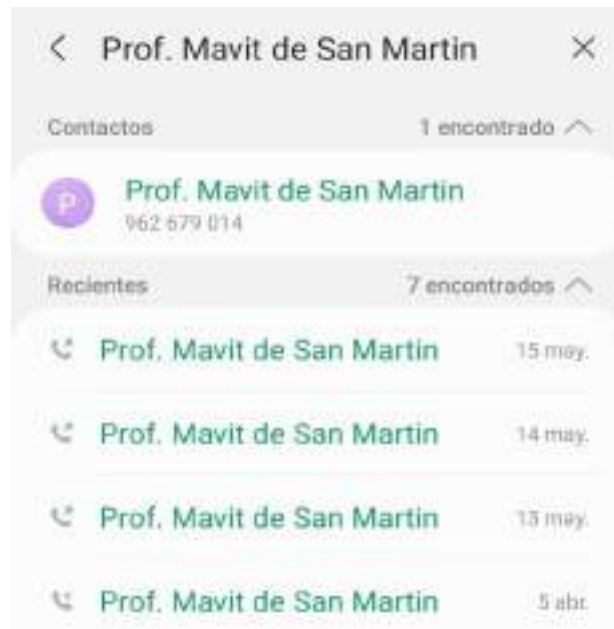 Prof. Mavit de San Martin
Contactos 1 encontrado
P
Prof. Mavit de San Martin
962 679 014
Recientes 7 encontrados
Prof. Mavit de San Martin 15 may.
Prof. Mavit de San Martin 14 may.
Prof. Mavit de San Martin 13 may.
Prof. Mavit de San Martin 5 abr.